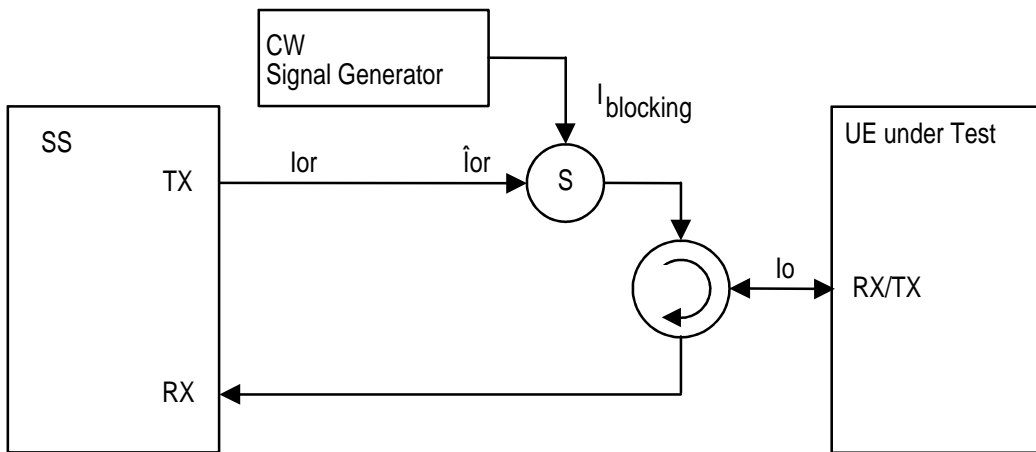 CW
Signal Generator
I blocking
SS
UE under Test
TX
Ior
Îor
S
Io
RX/TX
RX